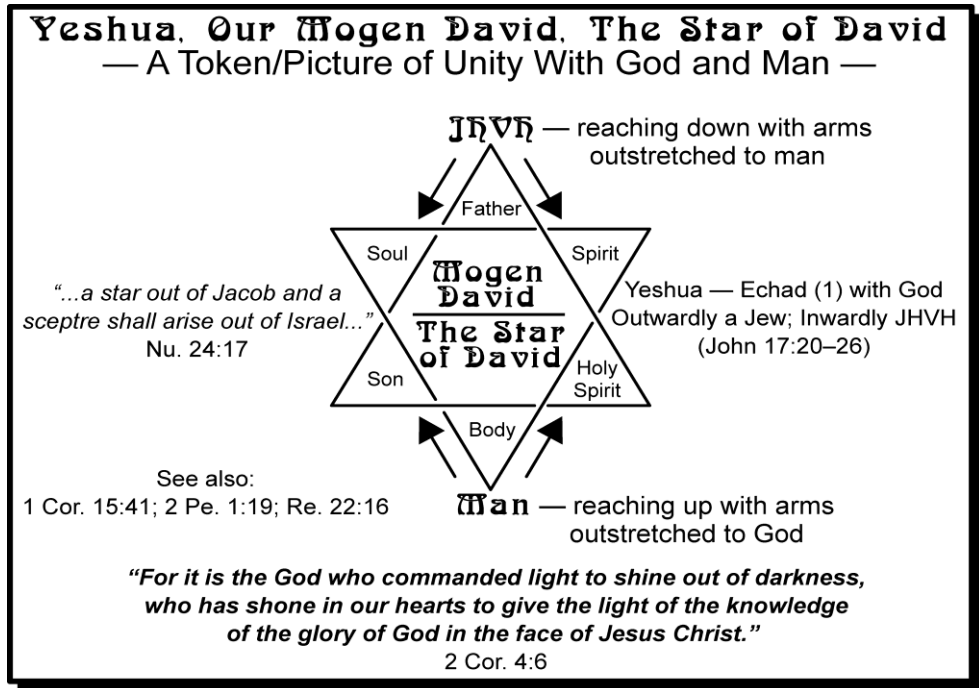 Yeshua, Our Mogen David, The Star of David
— A Token/Picture of Unity With God and Man —
JHVH — reaching down with arms
outstretched to man
Father
Soul
Spirit
Mogen
David
The Star
of David
“...a star out of Jacob and a
sceptre shall arise out of Israel...”
Nu. 24:17
Yeshua — Echad (1) with God
Outwardly a Jew; Inwardly JHVH
(John 17:20–26)
Son
Holy
Spirit
Body
See also:
1 Cor. 15:41; 2 Pe. 1:19; Re. 22:16
Man — reaching up with arms
outstretched to God
“For it is the God who commanded light to shine out of darkness,
who has shone in our hearts to give the light of the knowledge
of the glory of God in the face of Jesus Christ.”
2 Cor. 4:6